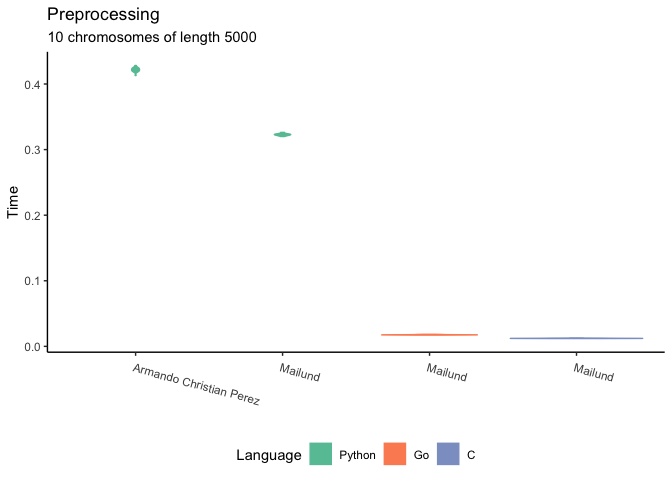 Preprocessing
10 chromosomes of length 5000
Time
0.4
0.3
0.2
0.1
0.0
Armando Christian Perez
Mailund
Mailund
Mailund
Language Python Go C